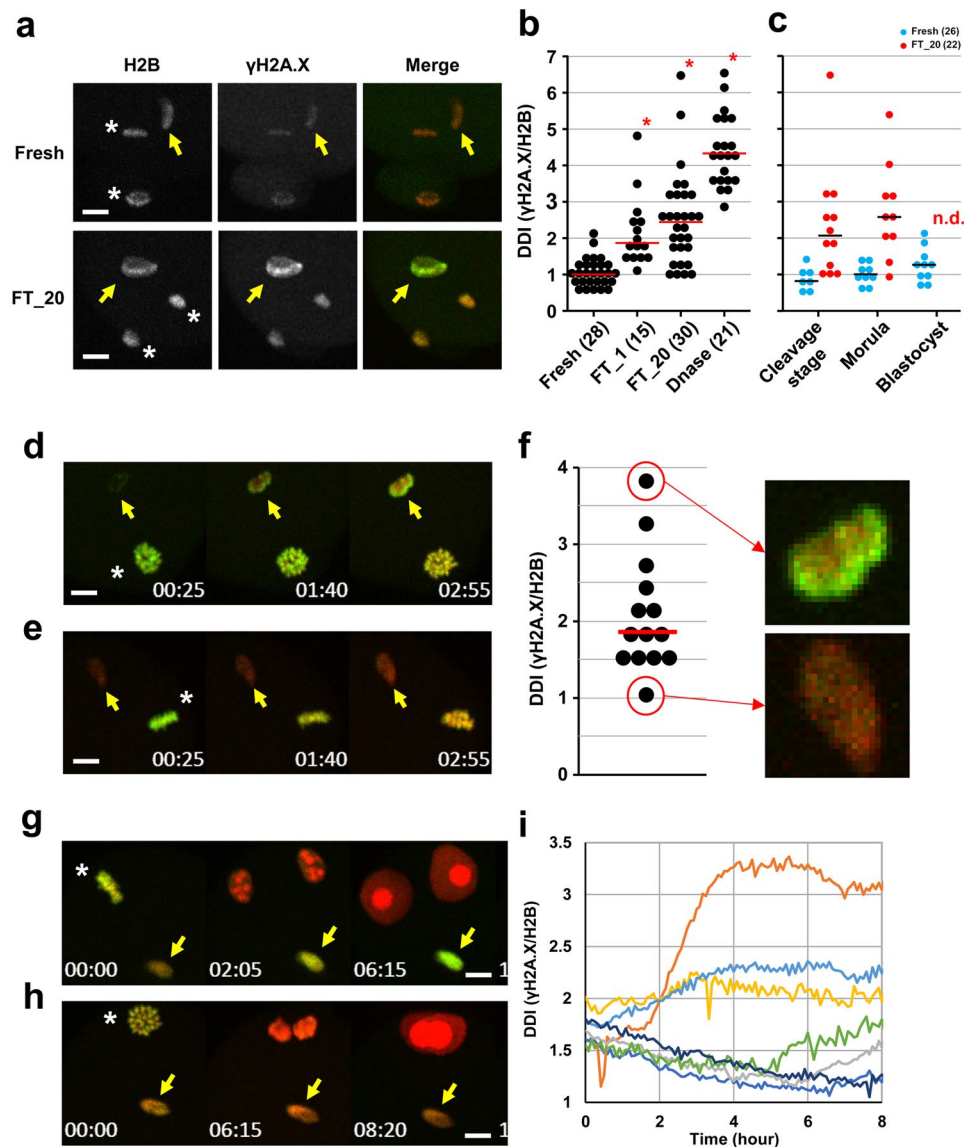 a
H2B γH2A.X Merge
*
Fresh
*
FT_20
*
*
b
DDI (γH2A.X/H2B)
7
6
5
4
3
2
1
0
*
*
*
Fresh (28)
FT_1 (15)
FT_20 (30)
Dnase (21)
c
Fresh (26)
FT_20 (22)
n.d.
Cleavage
stage
Morula
Blastocyst
d
*
00:25 01:40 02:55
e
*
00:25 01:40 02:55
f
DDI (γH2A.X/H2B)
4
3
2
1
0
g
*
00:00 02:05 06:15 1
h
*
00:00 06:15 08:20 1
i
DDI (γH2A.X/H2B)
3.5
3
2.5
2
1.5
1
0 2 4 6 8
Time (hour)